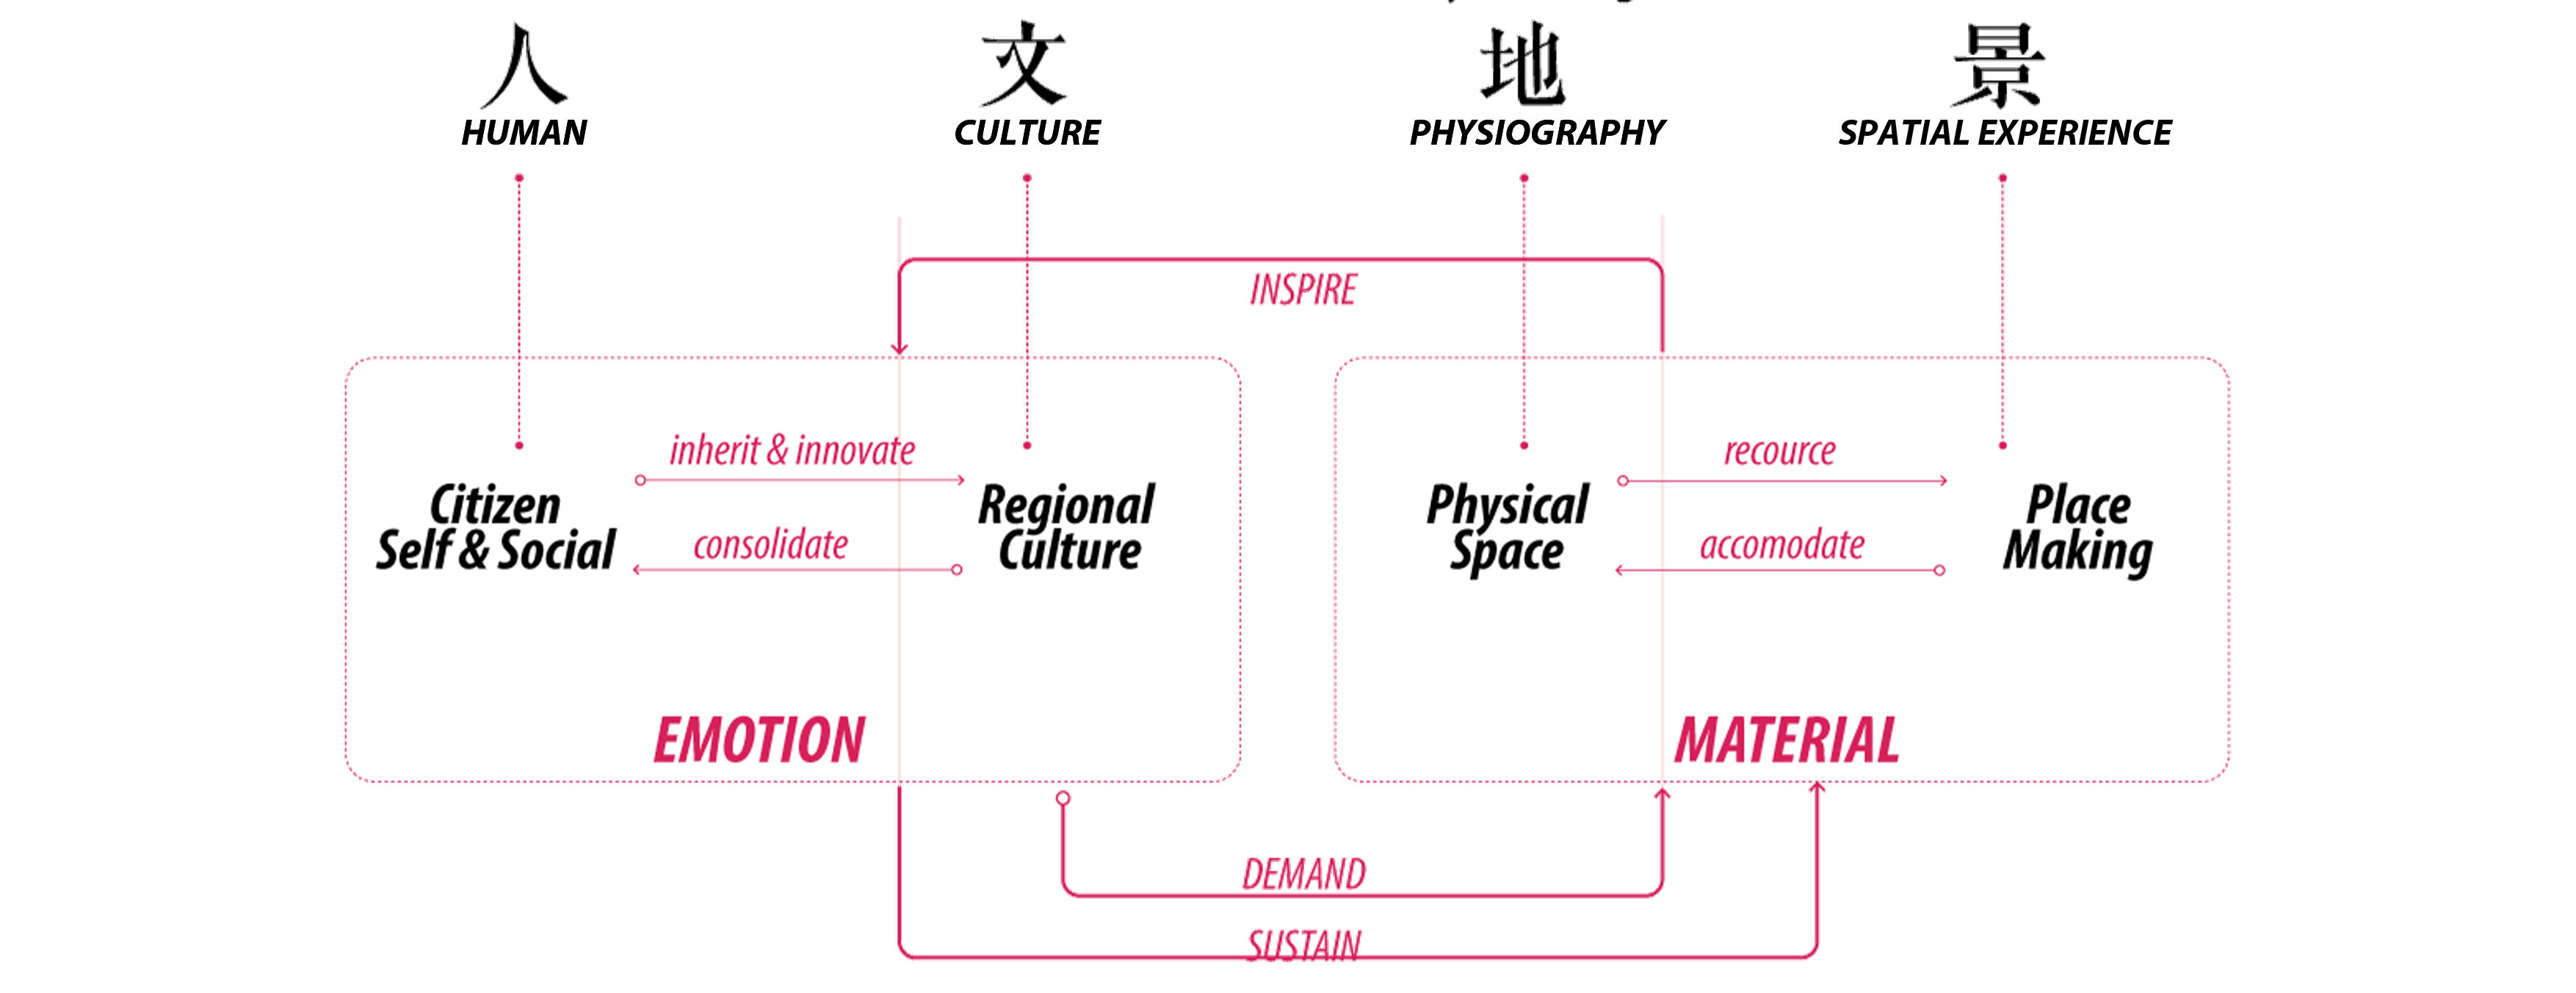 人
文
地
景
HUMAN
CULTURE
PHYSIOGRAPHY
SPATIAL EXPERIENCE
INSPIRE
inherit & innovate
Citizen
Self & Social
consolidate
Regional
Culture
EMOTION
recource
Physical
Space
accomodate
Place
Making
MATERIAL
DEMAND
SUSTAIN